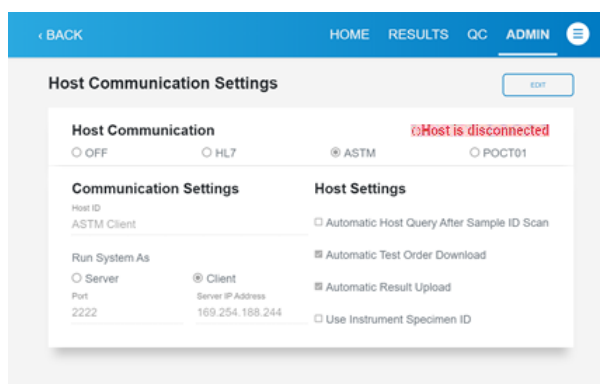 ‹ BACK HOME RESULTS QC ADMIN
Host Communication Settings EDIT
Host Communication Host is disconnected
OFF HL7 ASTM POCT01
Communication Settings
Host ID
ASTM Client
Run System As
Server Client
Port Server IP Address
2222 169.254.188.244
Host Settings
Automatic Host Query After Sample ID Scan
Automatic Test Order Download
Automatic Result Upload
Use Instrument Specimen ID